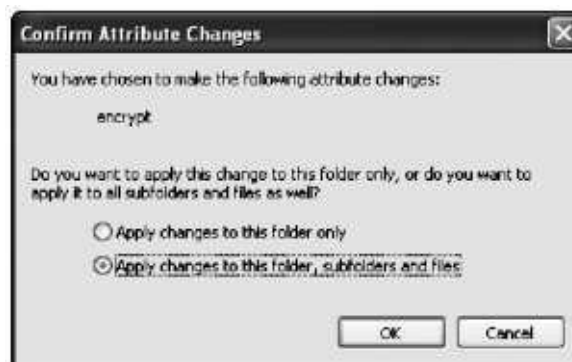 Confirm Attribute Changes
You have chosen to make the following attribute changes:
encrypt
Do you want to apply this change to this folder only, or do you want to
apply it to all subfolders and files as well?
Apply changes to this folder only
Apply changes to this folder, subfolders and files
OK
Cancel